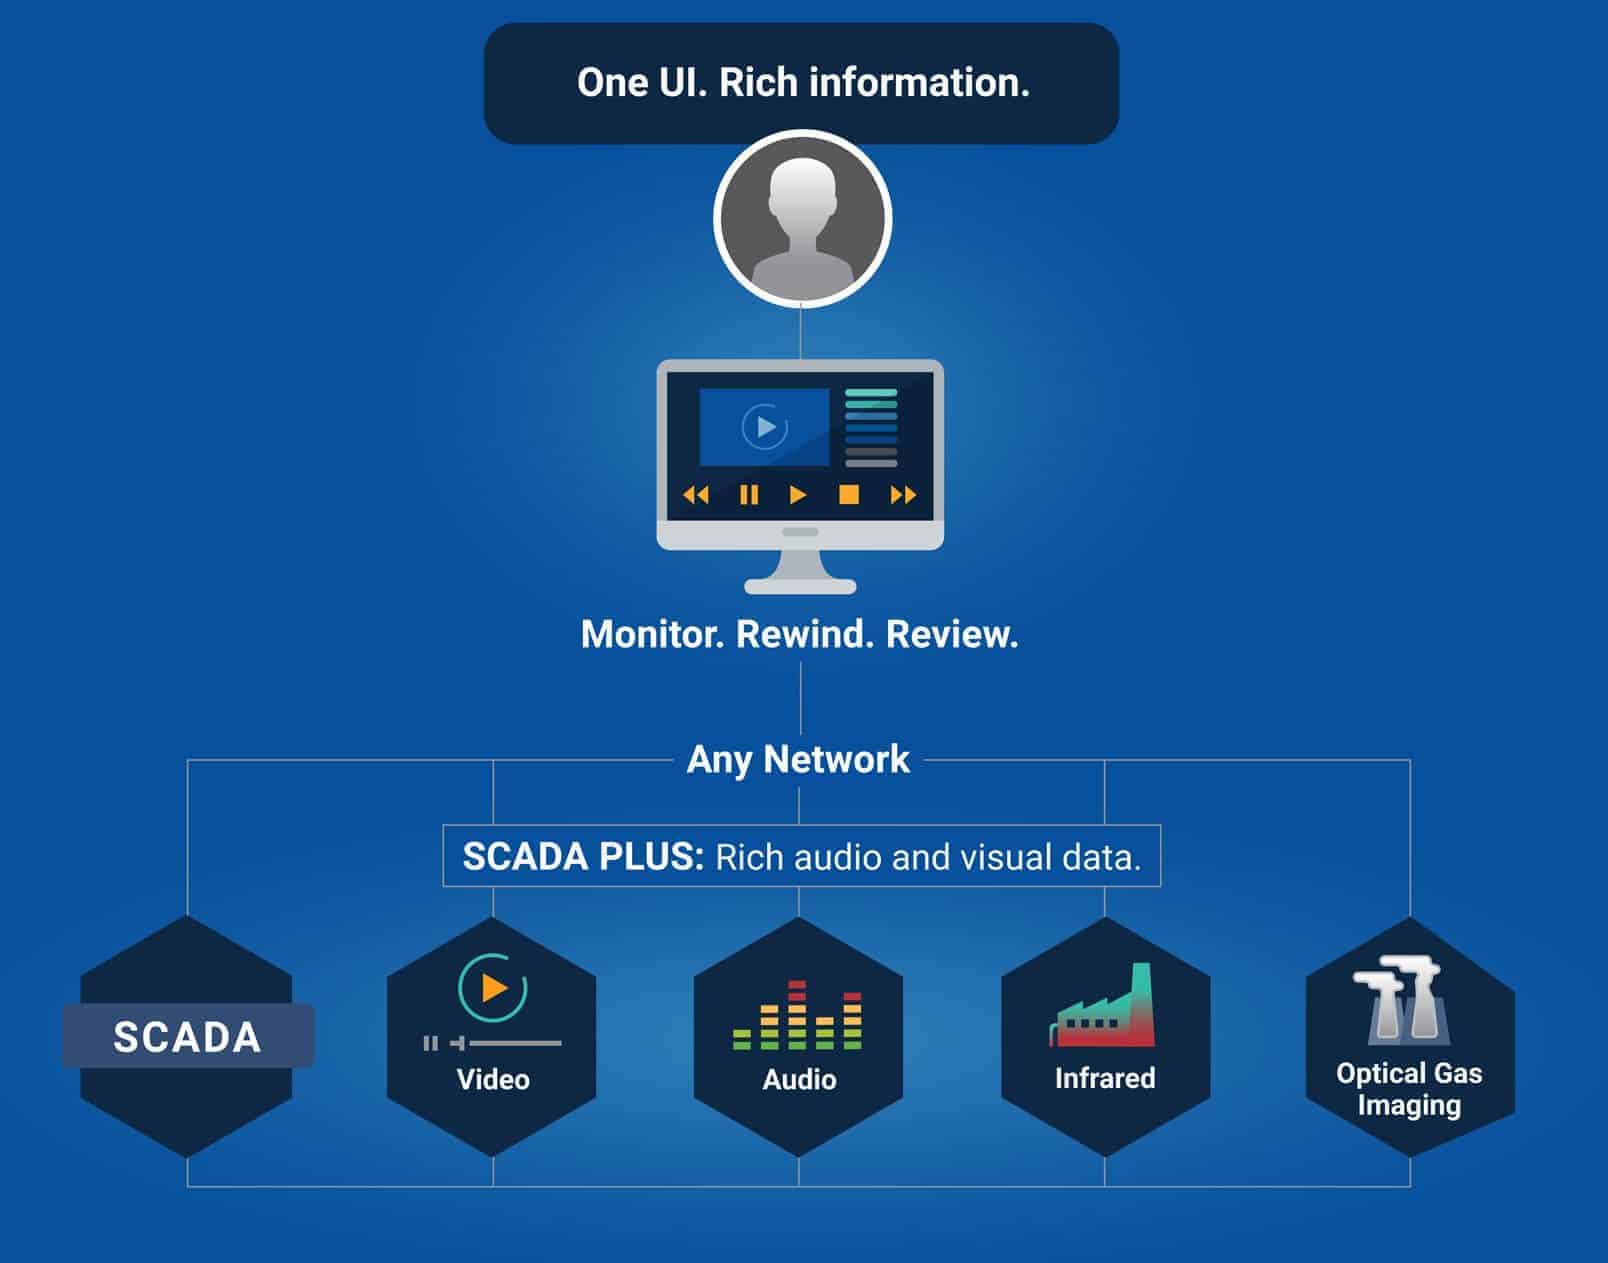 One UI. Rich information.
Monitor. Rewind. Review.
Any Network
SCADA PLUS: Rich audio and visual data.
SCADA
Video
Audio
Infrared
Optical Gas
Imaging